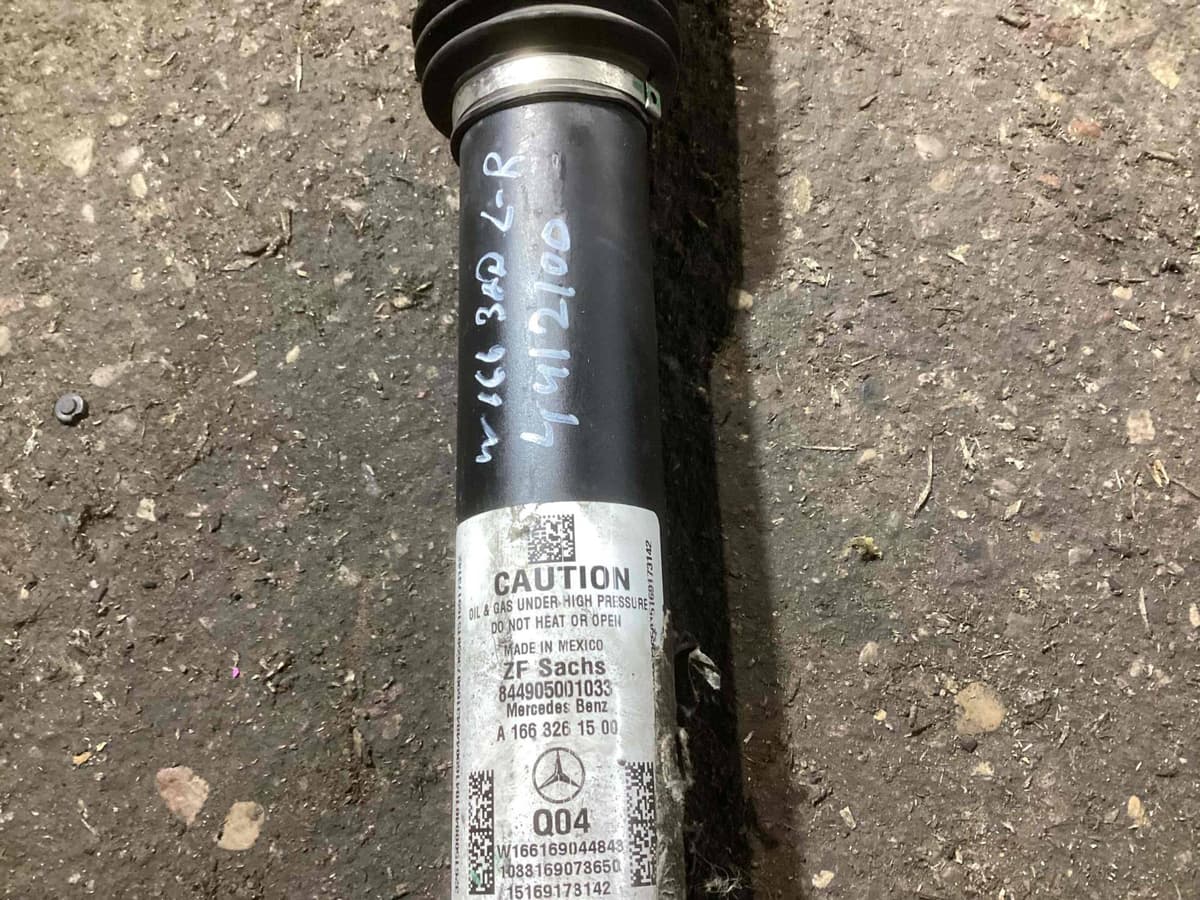 w166 ЗАД L-R
4412100
CAUTION
OIL & GAS UNDER HIGH PRESSURE
DO NOT HEAT OR OPEN
MADE IN MEXICO
ZF Sachs
844905001033
Mercedes Benz
A 166 326 15 00
Q04
W166169044843
1033169073650
15169173142